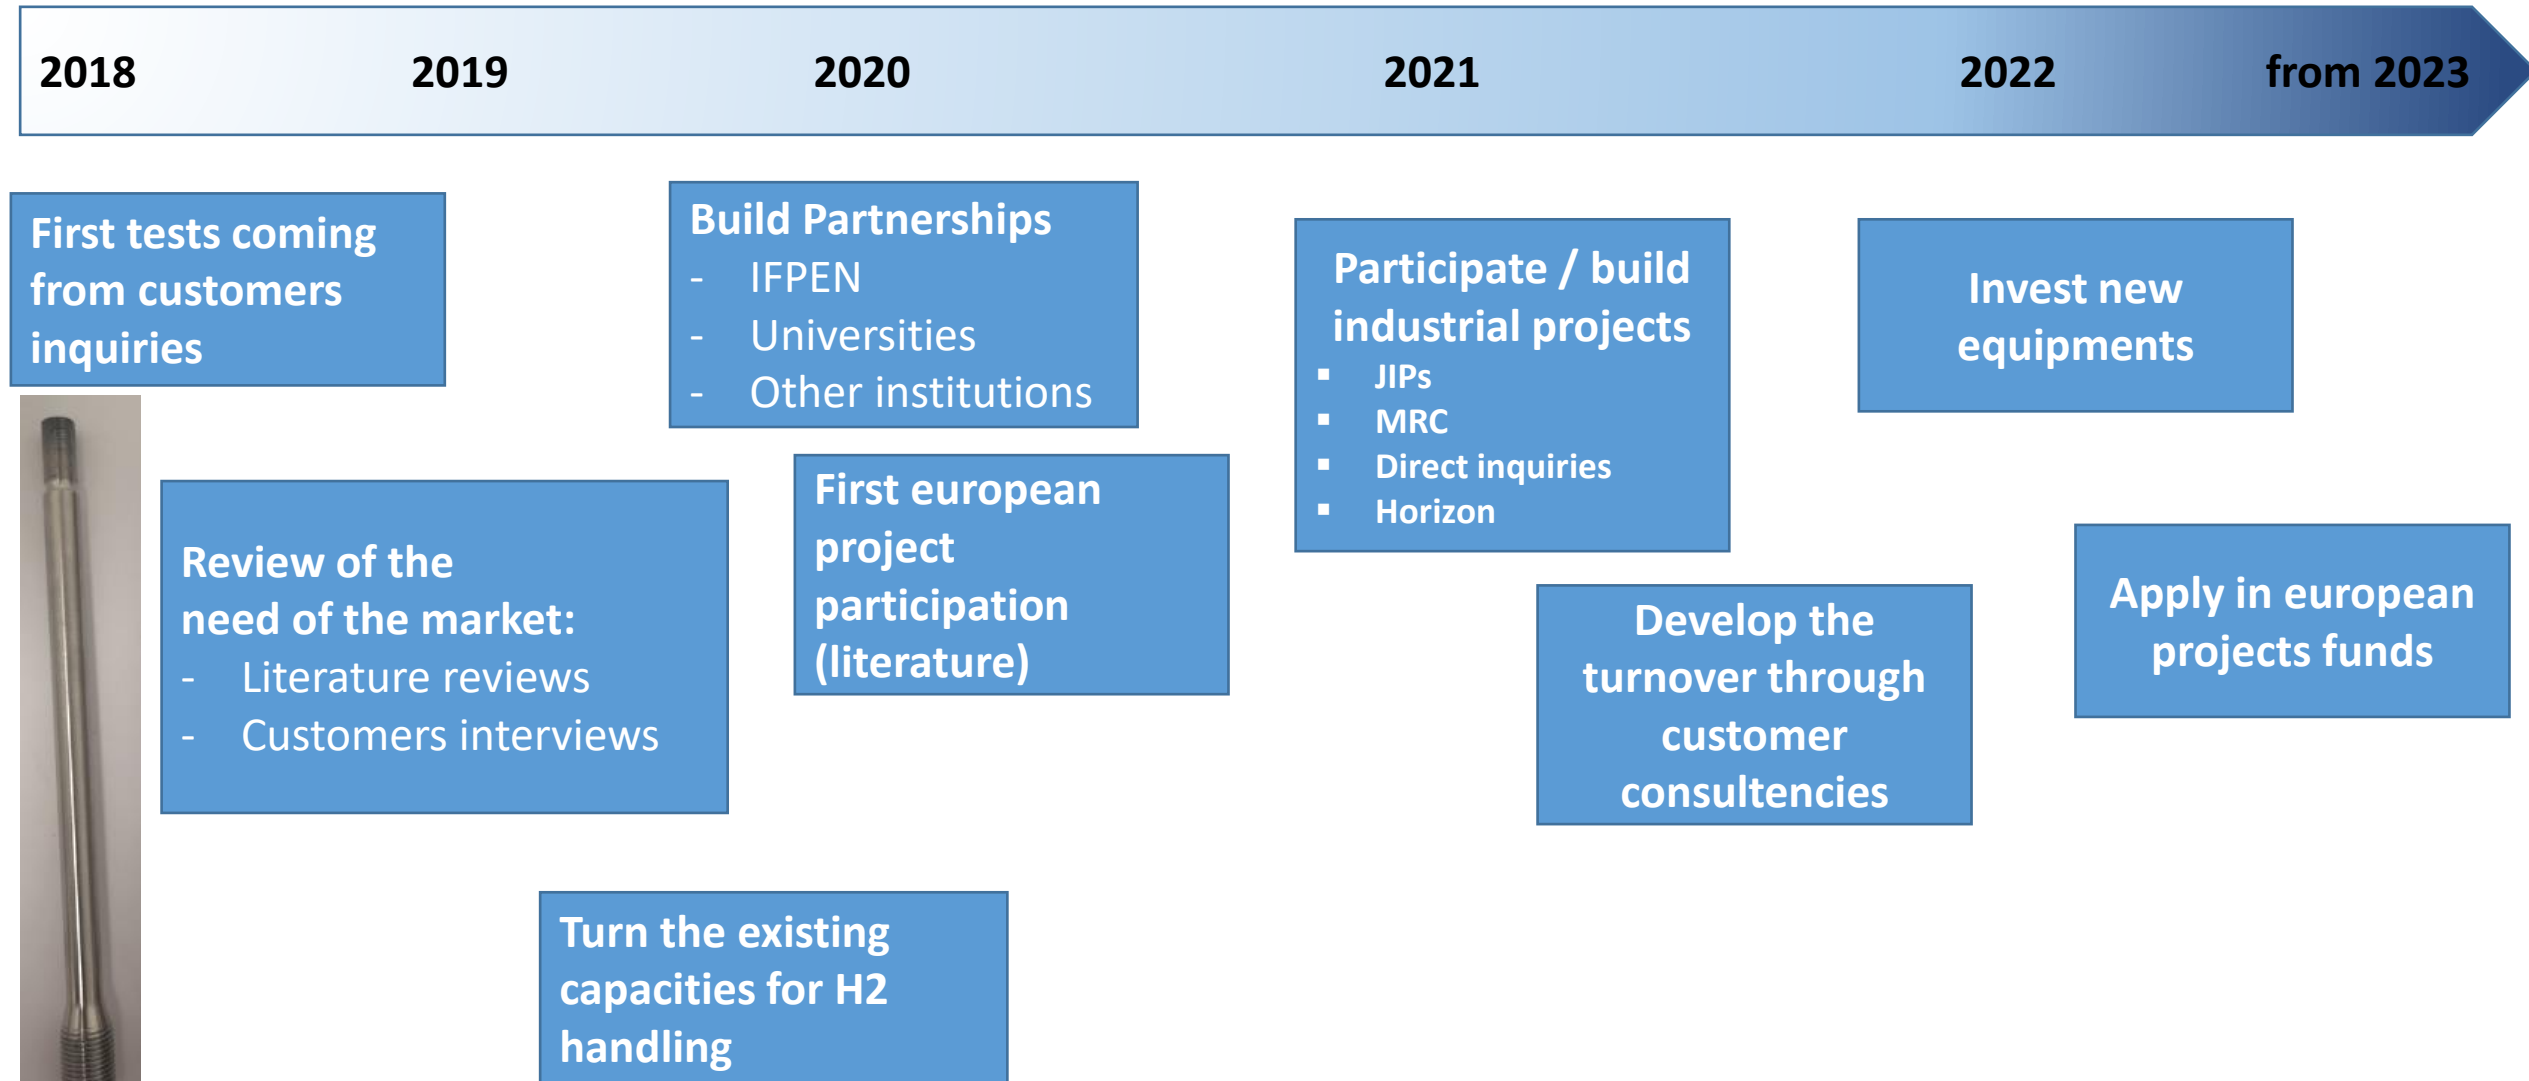 2018 2019 2020 2021 2022 from 2023
First tests coming
from customers
inquiries
Review of the
need of the market:
- Literature reviews
- Customers interviews
Turn the existing
capacities for H2
handling
Build Partnerships
- IFPEN
- Universities
- Other institutions
First european
project
participation
(literature)
Participate / build
industrial projects
▪ JIPs
▪ MRC
▪ Direct inquiries
▪ Horizon
Develop the
turnover through
customer
consultencies
Invest new
equipments
Apply in european
projects funds